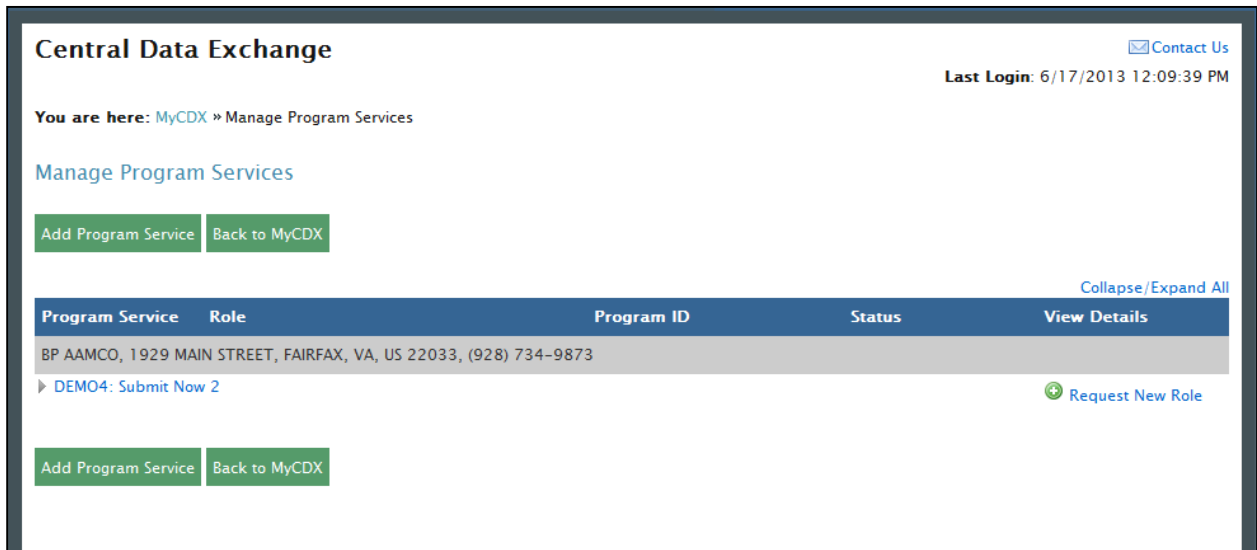 Central Data Exchange
Contact Us
Last Login: 6/17/2013 12:09:39 PM
You are here: MyCDX » Manage Program Services
Manage Program Services
Add Program Service Back to MyCDX
Collapse/Expand All
Program Service Role Program ID Status View Details
BP AAMCO, 1929 MAIN STREET, FAIRFAX, VA, US 22033, (928) 734-9873
DEMO4: Submit Now 2 Request New Role
Add Program Service Back to MyCDX